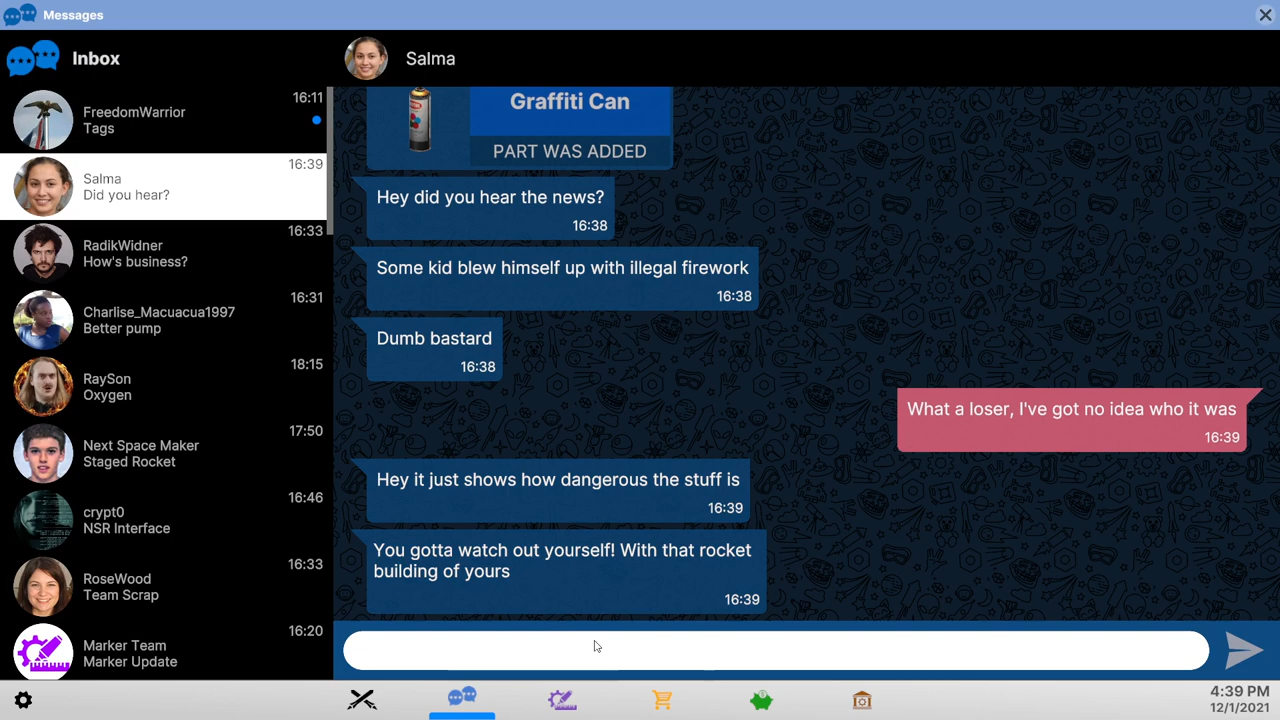 Messages
Inbox
FreedomWarrior
Tags
16:11
Salma
Did you hear?
16:39
RadikWidner
How's business?
16:33
Charlise_Macuacua1997
Better pump
16:31
RaySon
Oxygen
18:15
Next Space Maker
Staged Rocket
17:50
crypt0
NSR Interface
16:46
RoseWood
Team Scrap
16:33
Marker Team
Marker Update
16:20
Salma
Graffiti Can
PART WAS ADDED
Hey did you hear the news?
16:38
Some kid blew himself up with illegal firework
16:38
Dumb bastard
16:38
What a loser, I've got no idea who it was
16:39
Hey it just shows how dangerous the stuff is
16:39
You gotta watch out yourself! With that rocket
building of yours
16:39
4:39 PM
12/1/2021